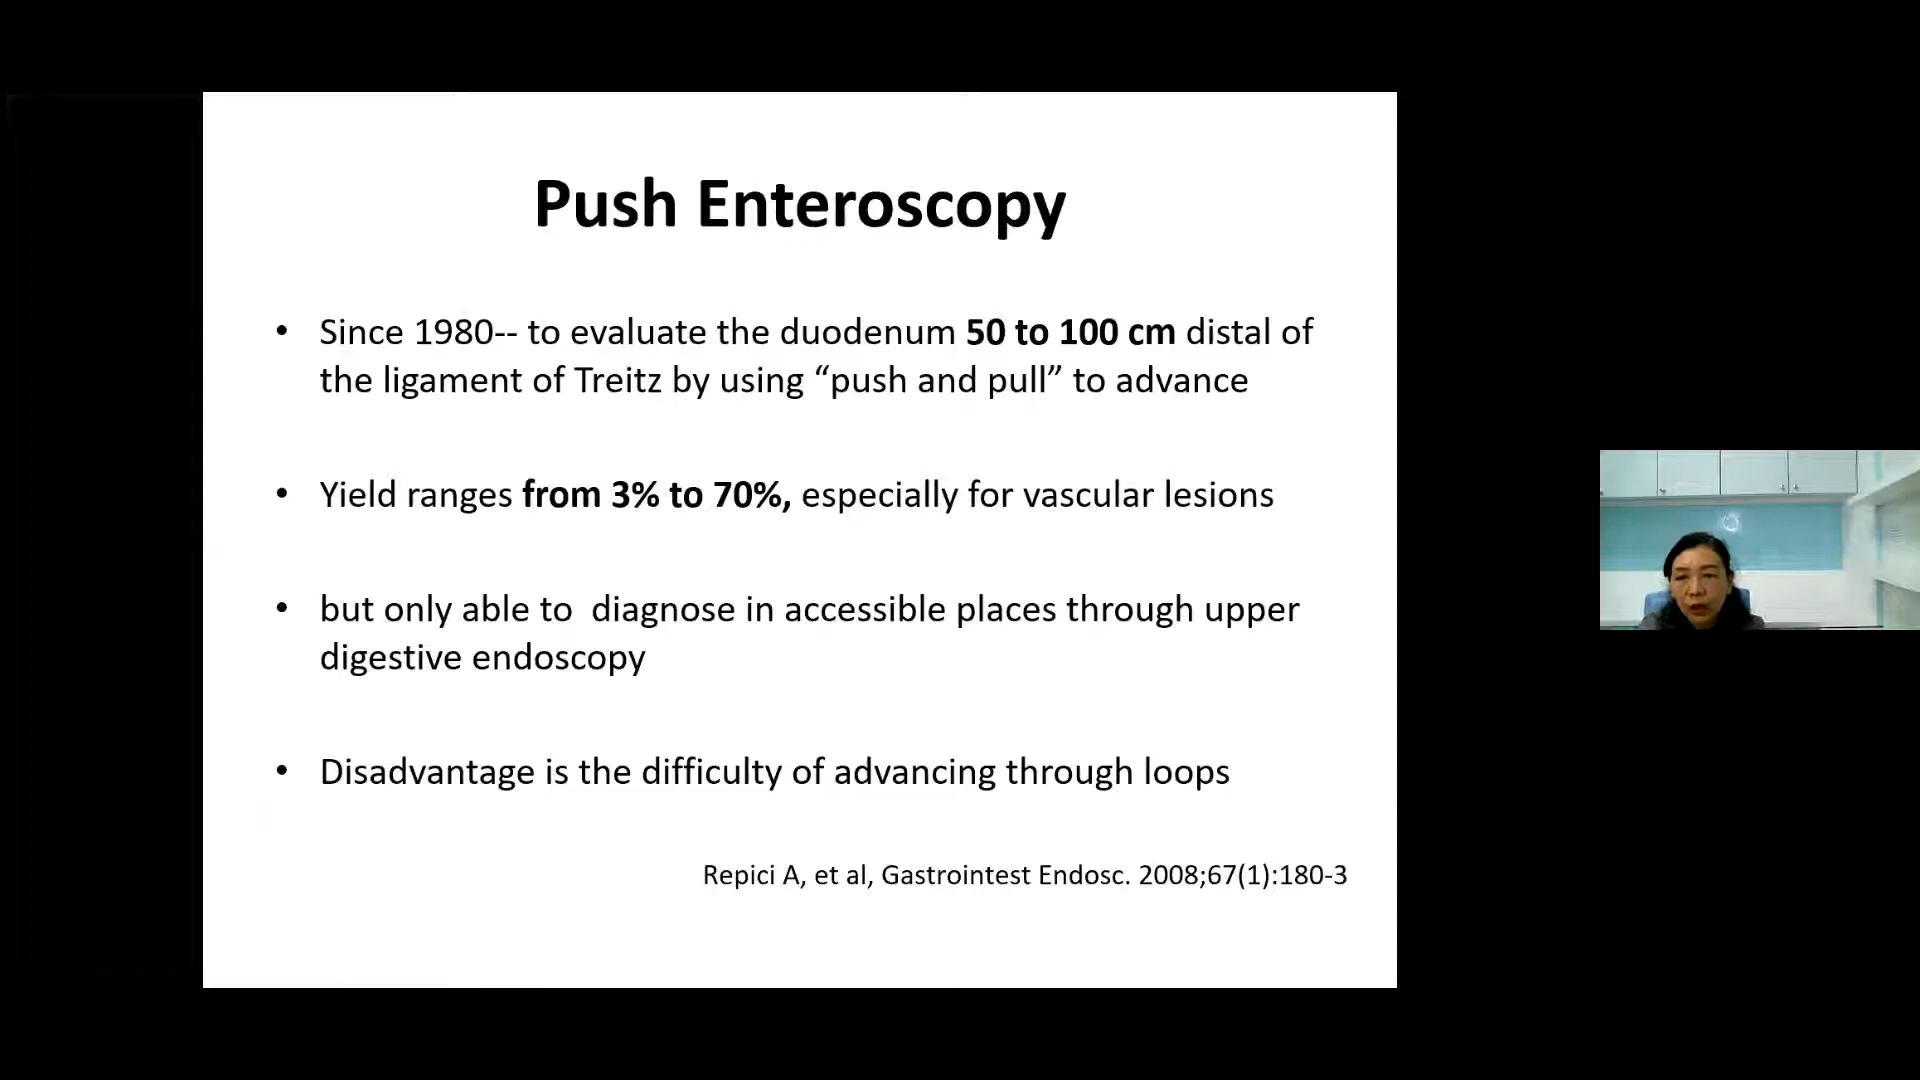 Push Enteroscopy
• Since 1980-- to evaluate the duodenum 50 to 100 cm distal of
the ligament of Treitz by using “push and pull” to advance
• Yield ranges from 3% to 70%, especially for vascular lesions
• but only able to  diagnose in accessible places through upper
digestive endoscopy
• Disadvantage is the difficulty of advancing through loops
Repici A, et al, Gastrointest Endosc. 2008;67(1):180-3